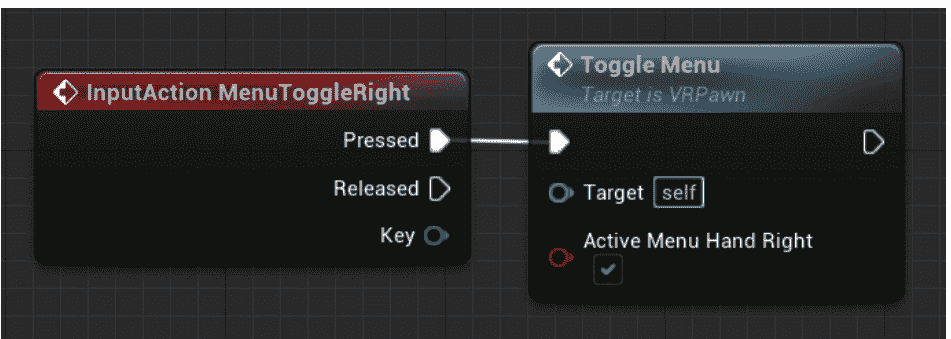 InputAction MenuToggleRight
Pressed
Released
Key
Toggle Menu
Target is VRPawn
Target self
Active Menu Hand Right